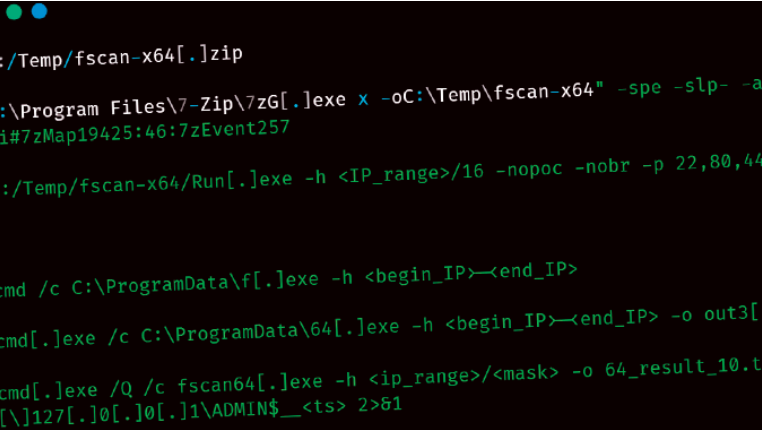 :/Temp/fscan-x64[.]zip
:\Program Files\7-Zip\7zG[.]exe x -oC:\Temp\fscan-x64" -spe -slp- -a
i#7zMap19425:46:7zEvent257
:/Temp/fscan-x64/Run[.]exe -h <IP_range>/16 -nopoc -nobr -p 22,80,44
cmd /c C:\ProgramData\f[.]exe -h <begin_IP>-<end_IP>
cmd[.]exe /c C:\ProgramData\64[.]exe -h <begin_IP>-<end_IP> -o out3[
cmd[.]exe /Q /c fscan64[.]exe -h <ip_range>/<mask> -o 64_result_10.t
[\]127[.]0[.]0[.]1\ADMIN$__<ts> 2>&1